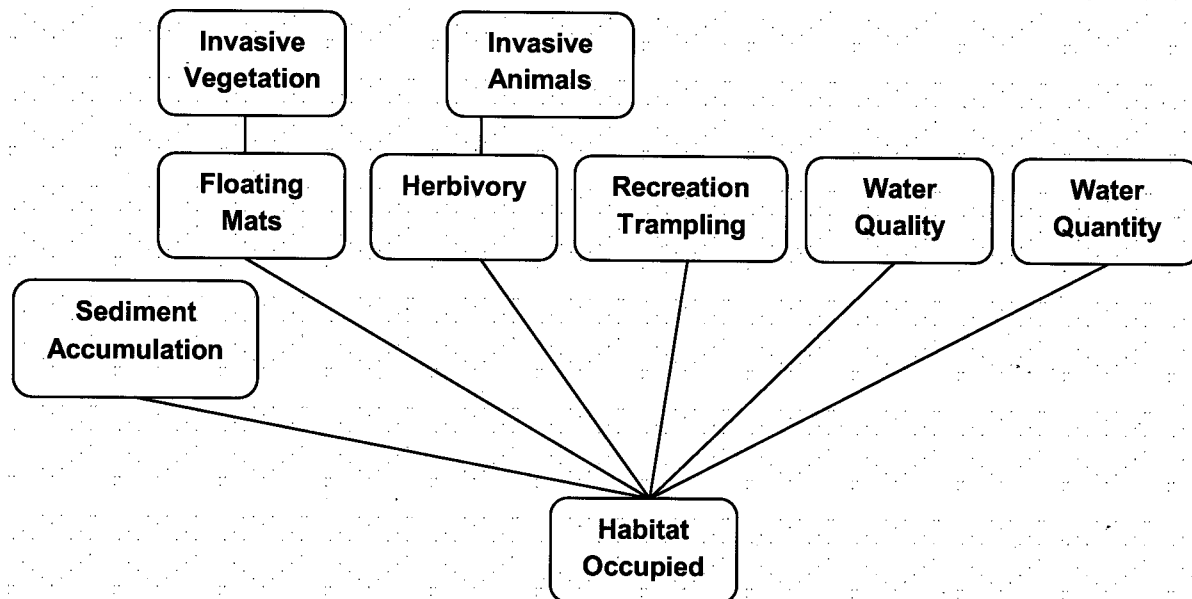 Invasive
Vegetation
Invasive
Animals
Floating
Mats
Herbivory
Recreation
Trampling
Water
Quality
Water
Quantity
Sediment
Accumulation
Habitat
Occupied